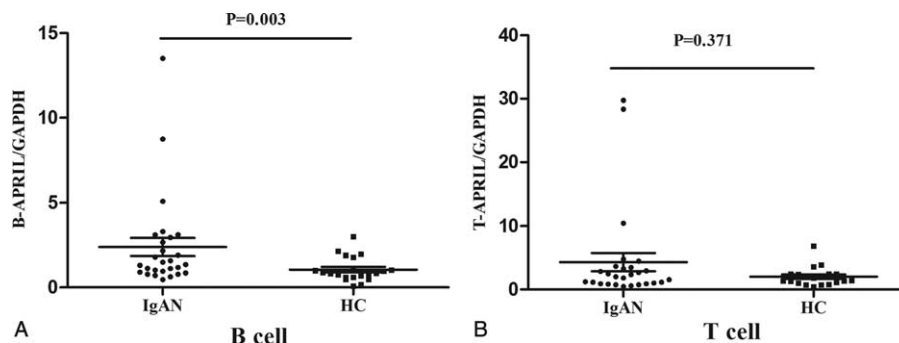 P=0.003
15
10
5
0
B-APRIL/GAPDH
IgAN
HC
A
B cell
P=0.371
40
30
20
10
0
T-APRIL/GAPDH
IgAN
HC
B
T cell